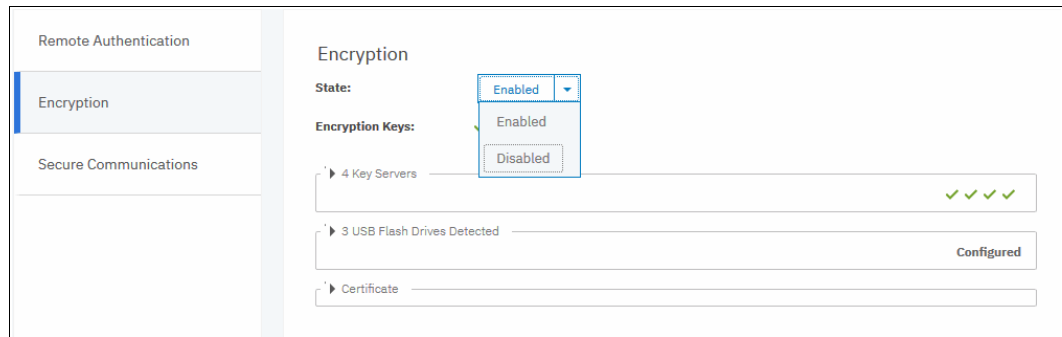 Remote Authentication
Encryption
Secure Communications
Encryption
State:
Enabled
Enabled
Disabled
Encryption Keys:
4 Key Servers
3 USB Flash Drives Detected
Configured
Certificate